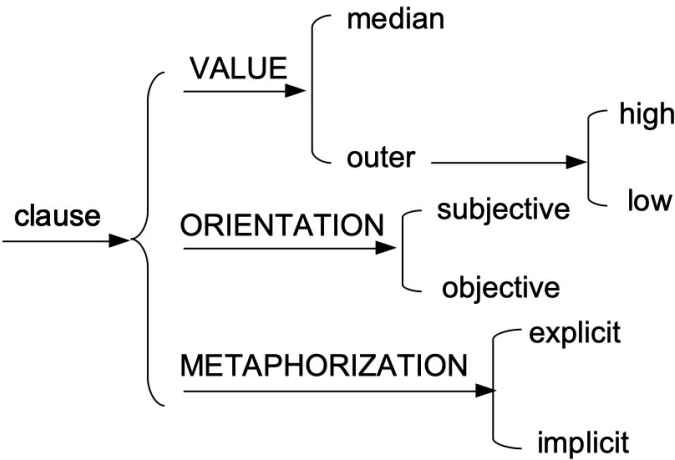 median
VALUE
high
outer
low
clause
subjective
ORIENTATION
objective
explicit
METAPHORIZATION
implicit